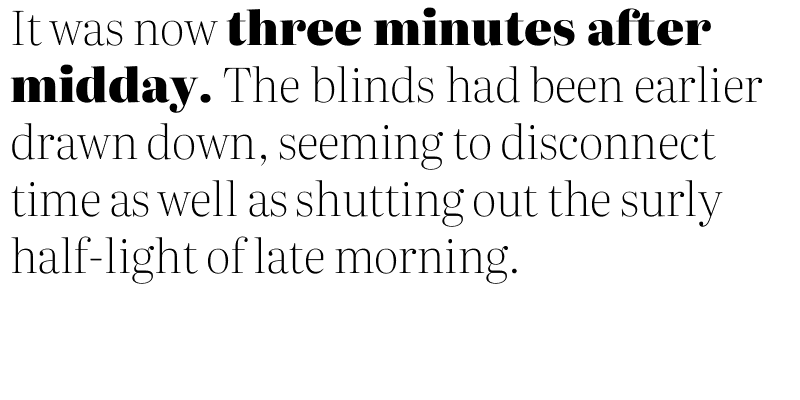 It was now three minutes after
midday. The blinds had been earlier
drawn down, seeming to disconnect
time as well as shutting out the surly
half-light of late morning.